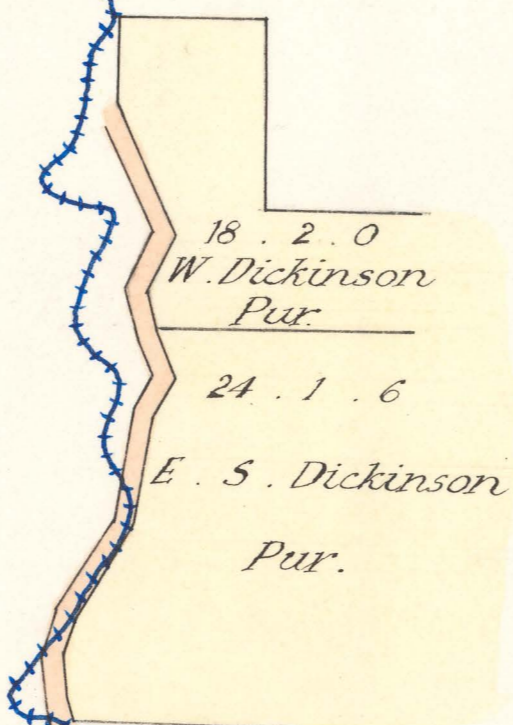 18 . 2 . 0
W. Dickinson
Pur.
24 . 1 . 6
E . S . Dickinson
Pur.